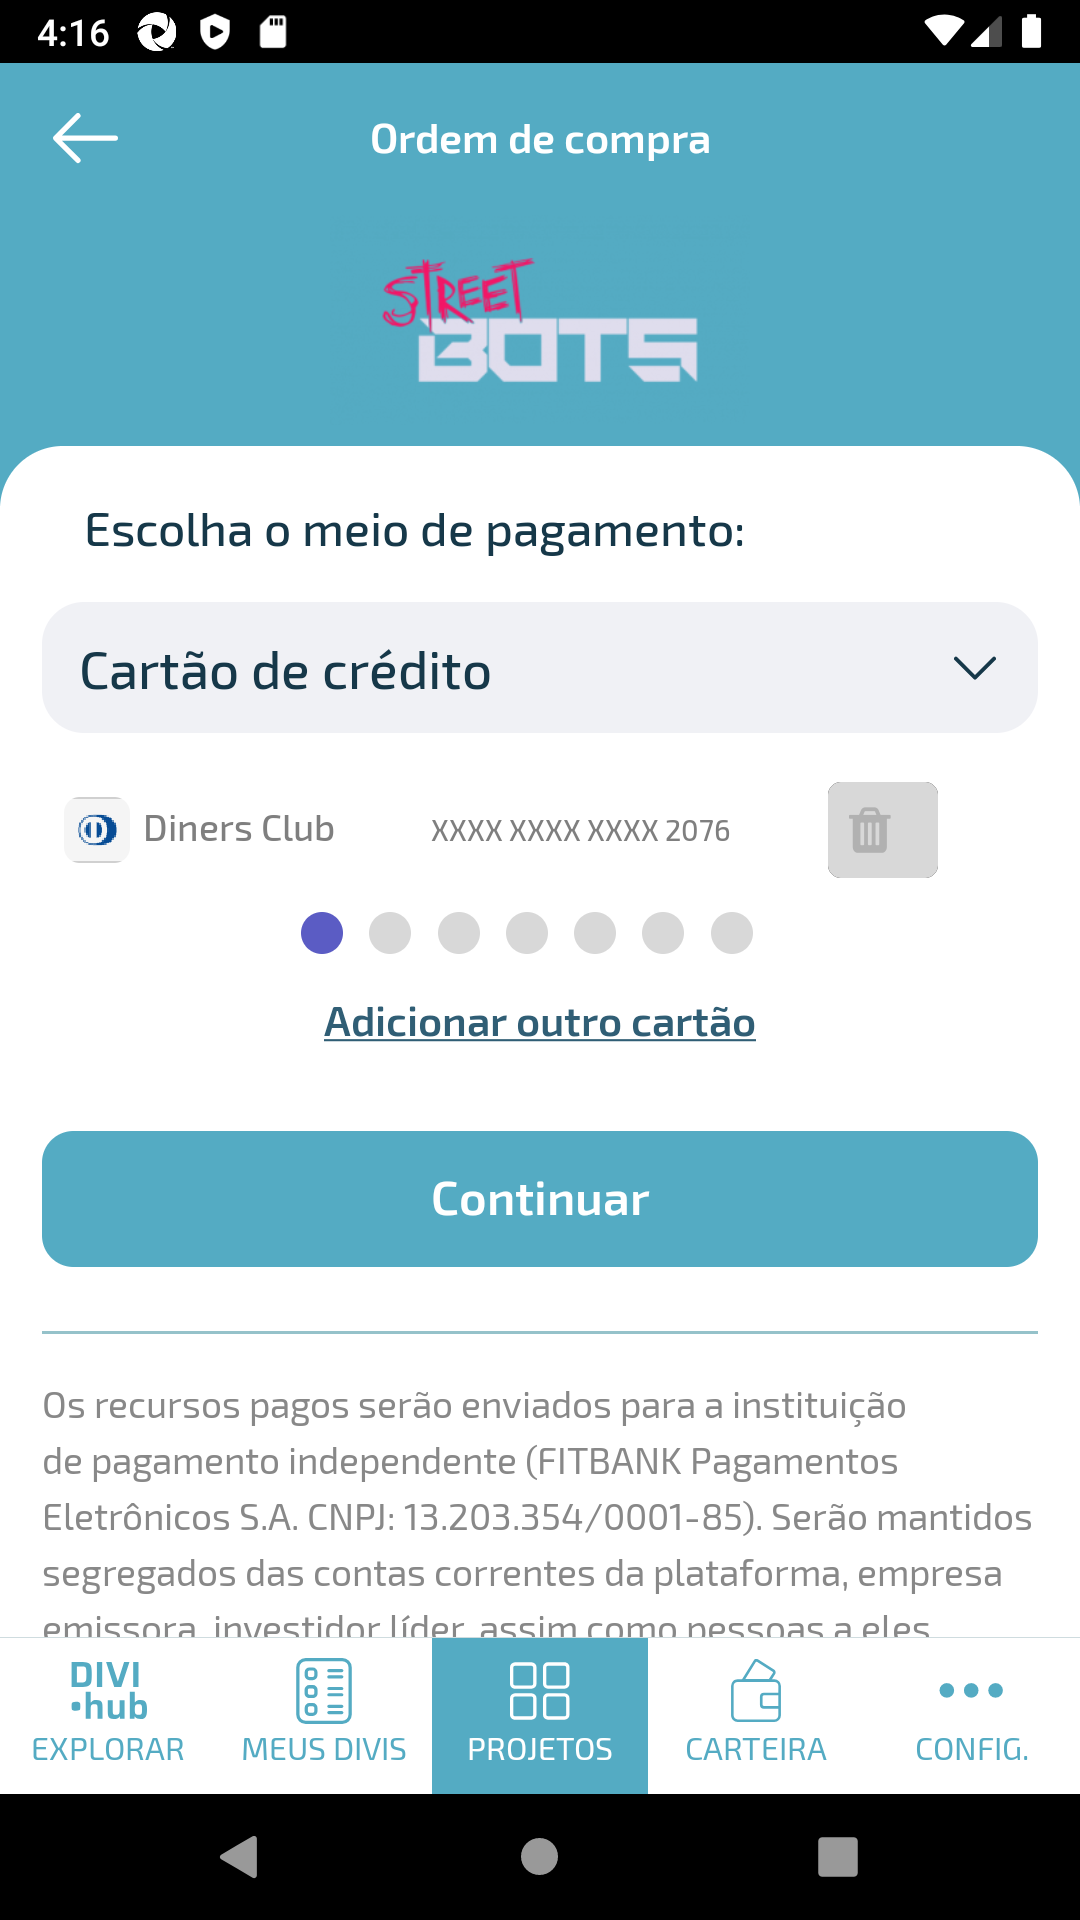 4:16
Ordem de compra
STREET
BOTS
Escolha o meio de pagamento:
Cartão de crédito
Diners Club
XXXX XXXX XXXX 2076
Adicionar outro cartão
Continuar
Os recursos pagos serão enviados para a instituição
de pagamento independente (FITBANK Pagamentos
Eletrônicos S.A. CNPJ: 13.203.354/0001-85). Serão mantidos
segregados das contas correntes da plataforma, empresa
emissora, investidor líder, assim como pessoas a eles
DIVI
·hub
EXPLORAR
MEUS DIVIS
PROJETOS
CARTEIRA
CONFIG.